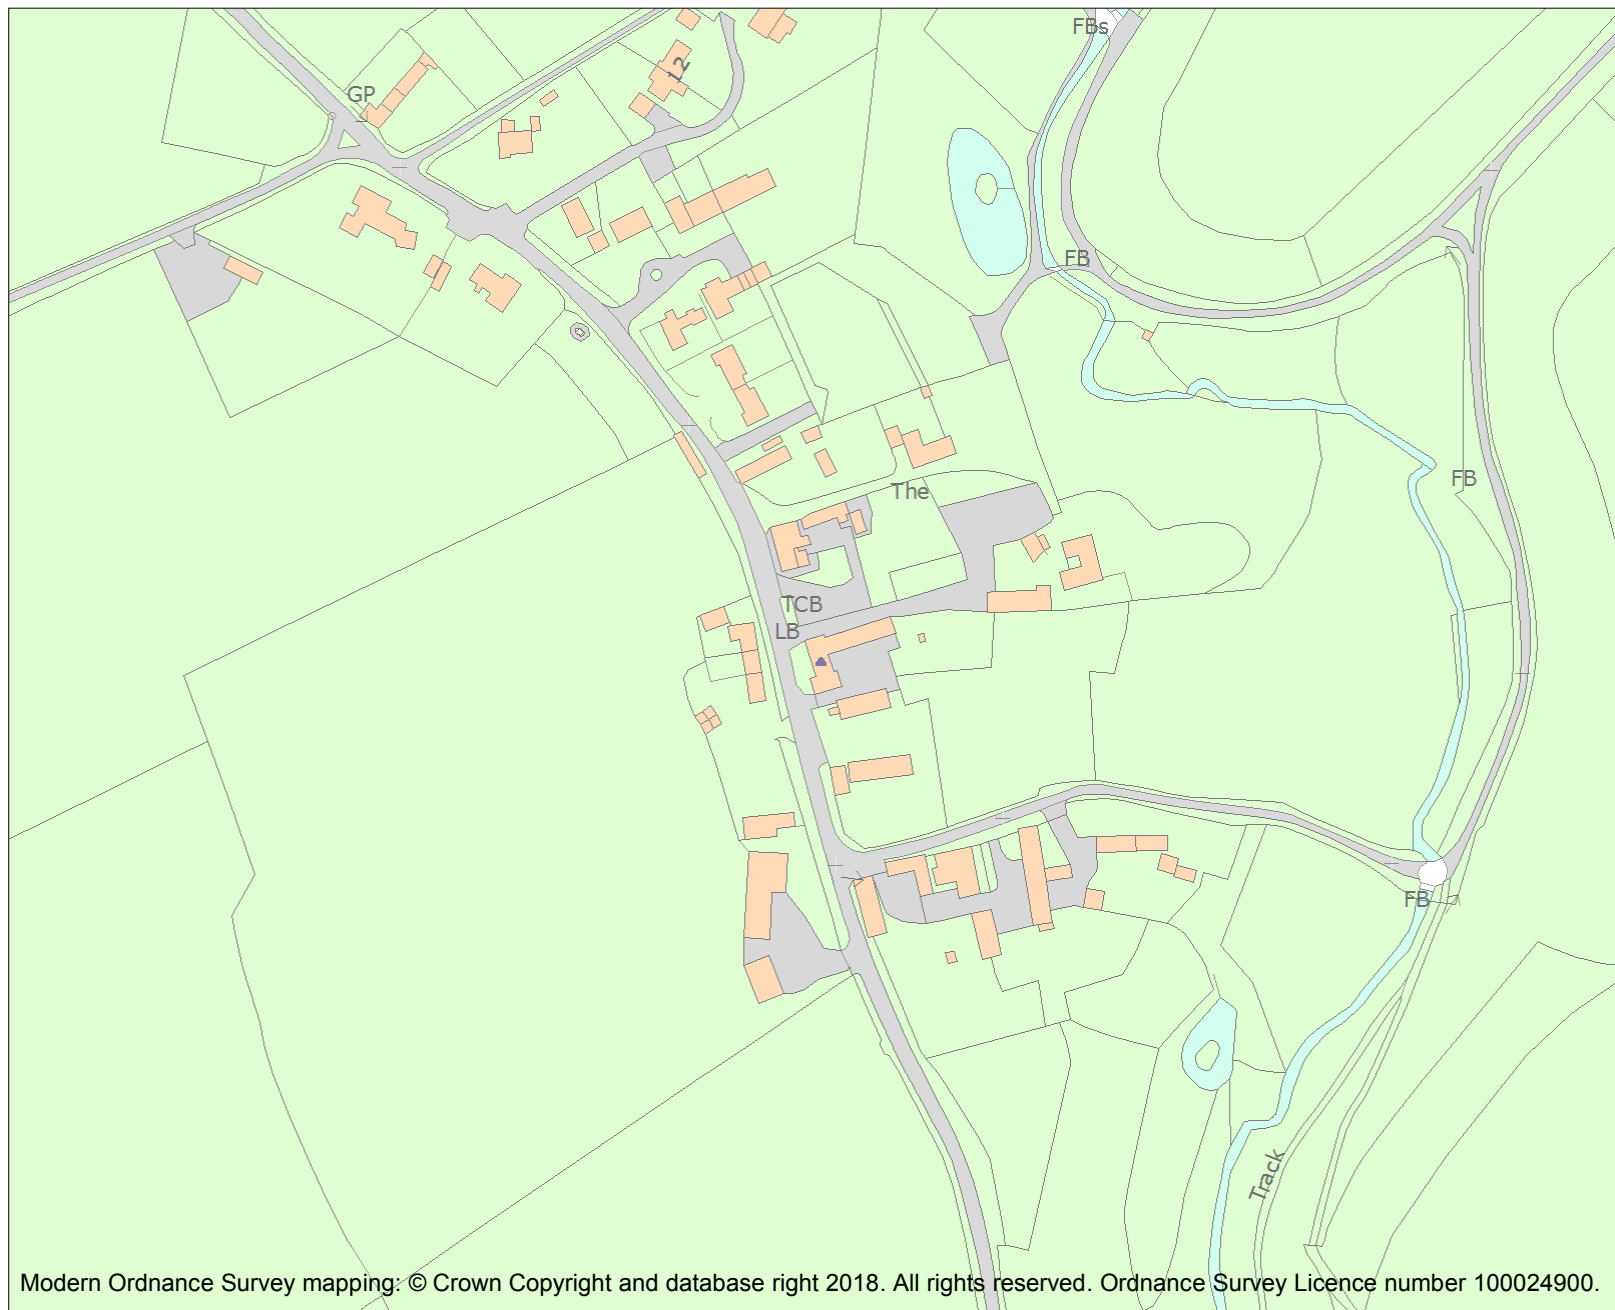 FBs
12
GP
FB
FB
The
TCB
LB
FB
Track
Modern Ordnance Survey mapping: © Crown Copyright and database right 2018. All rights reserved. Ordnance Survey Licence number 100024900.